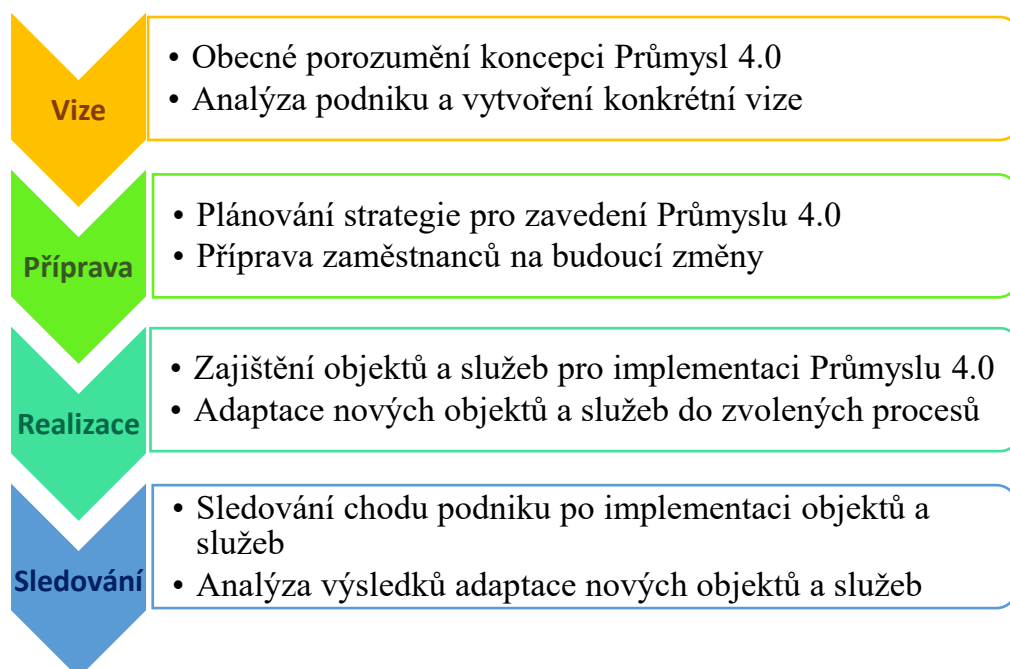 Vize
• Obecné porozumění koncepci Průmysl 4.0
• Analýza podniku a vytvoření konkrétní vize
Příprava
• Plánování strategie pro zavedení Průmyslu 4.0
• Příprava zaměstnanců na budoucí změny
Realizace
• Zajištění objektů a služeb pro implementaci Průmyslu 4.0
• Adaptace nových objektů a služeb do zvolených procesů
Sledování
• Sledování chodu podniku po implementaci objektů a
služeb
• Analýza výsledků adaptace nových objektů a služeb